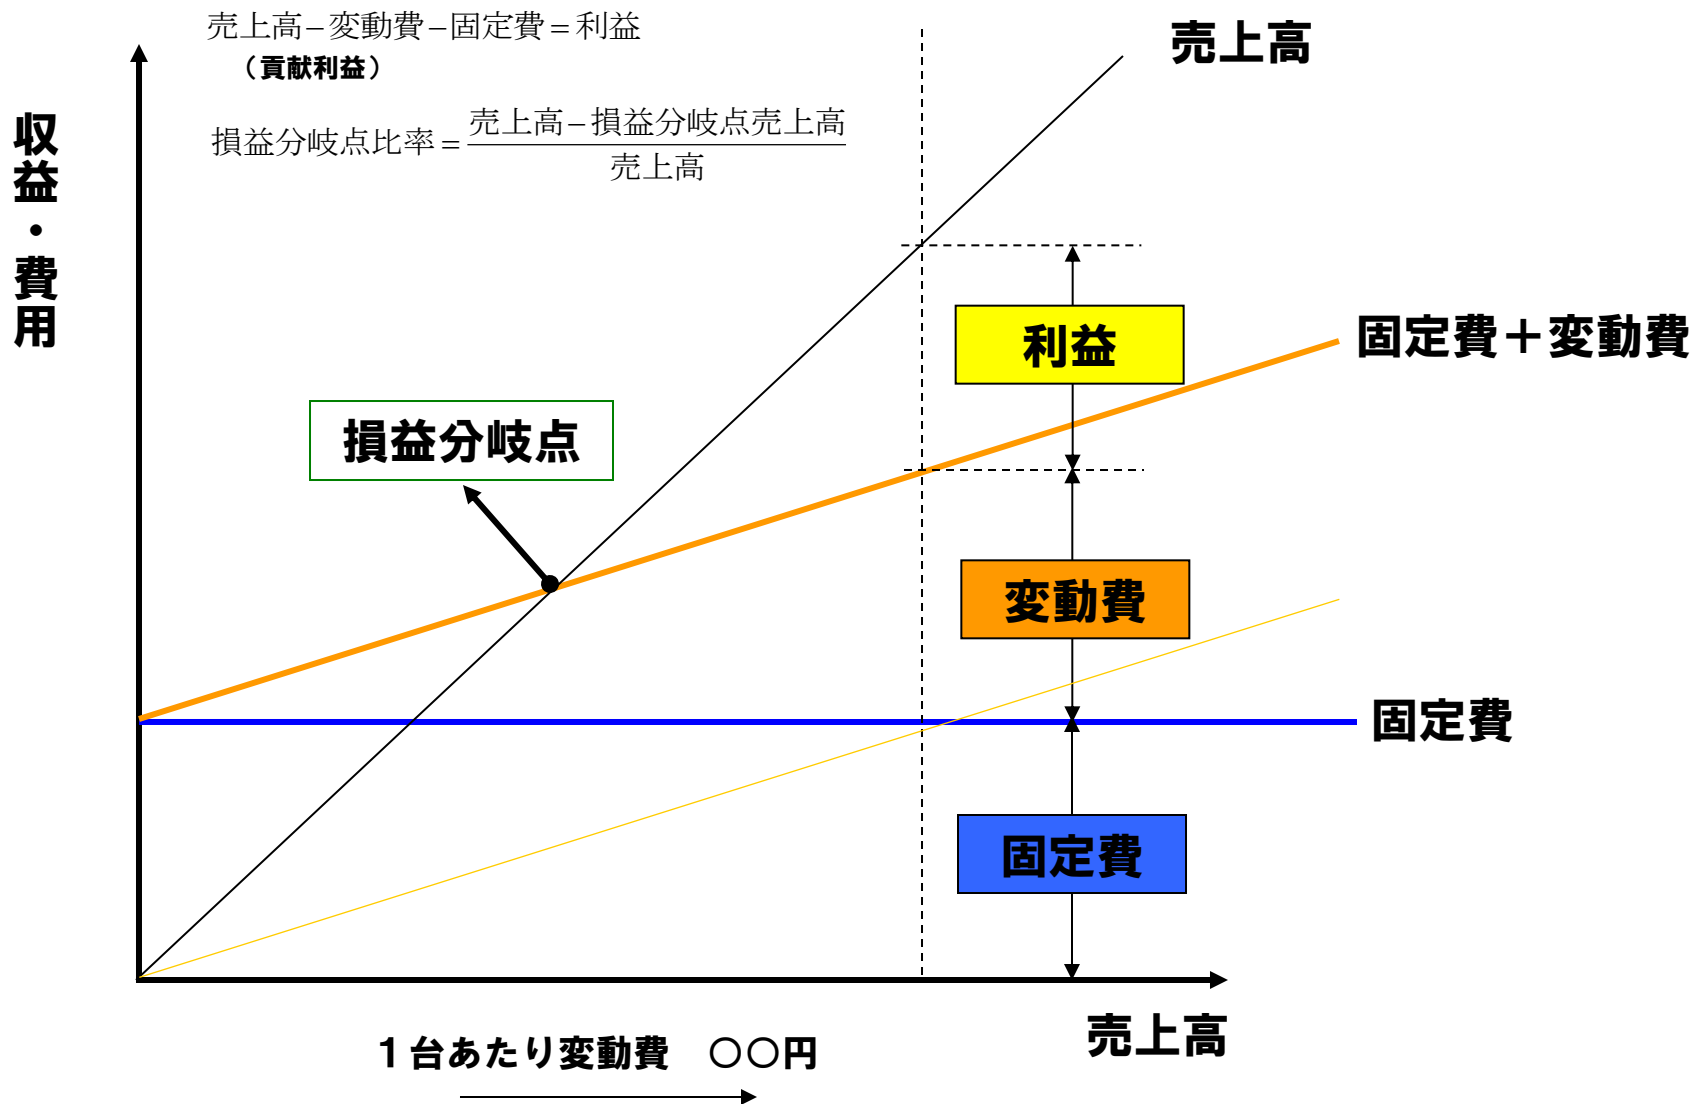 売上高−変動費−固定費=利益
（貢献利益）
損益分岐点比率=
売上高−損益分岐点売上高
売上高
売上高
収益・費用
利益
固定費＋変動費
損益分岐点
変動費
固定費
固定費
売上高
１台あたり変動費　○○円